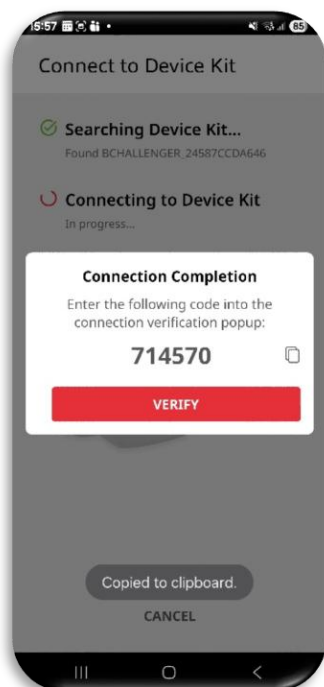 15:57
85
Connect to Device Kit
Searching Device Kit...
Found BCHALLENGER_24587CCDA646
Connecting to Device Kit
In progress...
Connection Completion
Enter the following code into the
connection verification popup:
714570
VERIFY
Copied to clipboard.
CANCEL